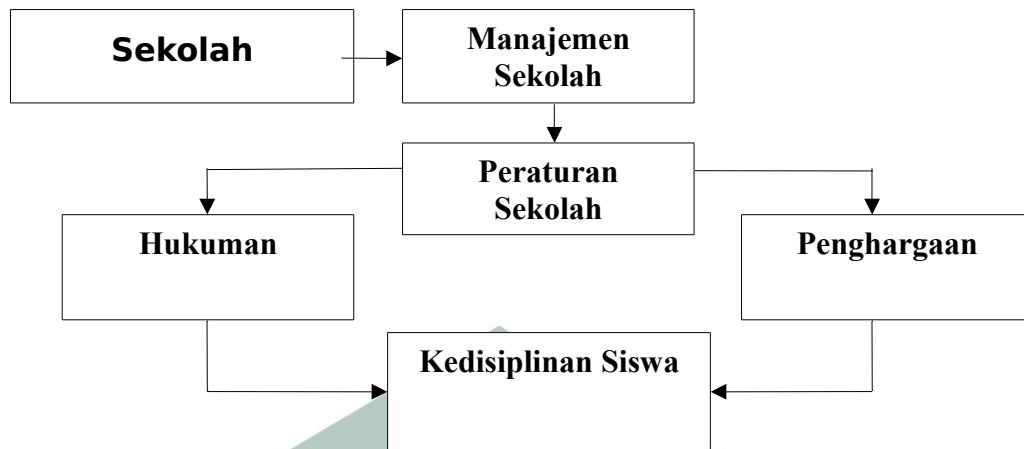 Sekolah
Manajemen
Sekolah
Peraturan
Sekolah
Hukuman
Penghargaan
Kedisiplinan Siswa